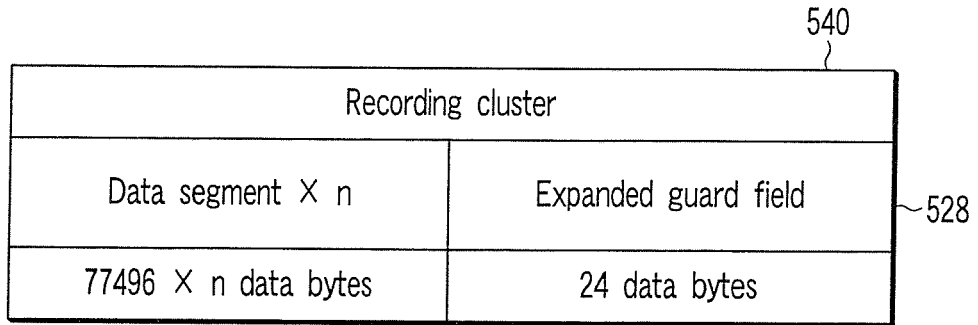 540
Recording cluster
Data segment × n
Expanded guard field
528
77496 × n data bytes
24 data bytes